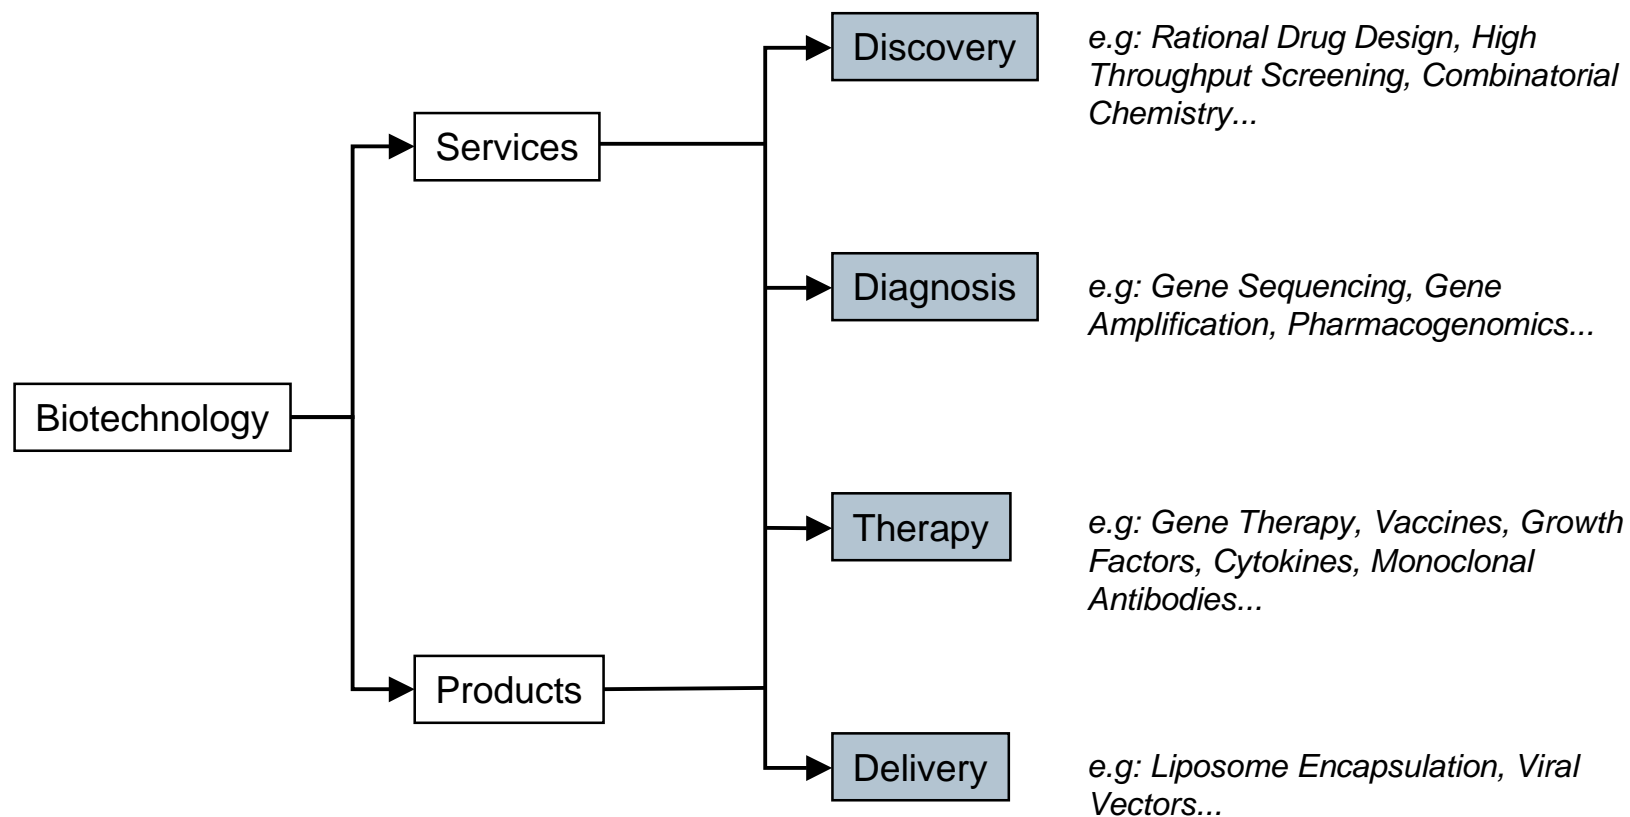 Discovery
e.g: Rational Drug Design, High
Throughput Screening, Combinatorial
Chemistry...
Services
Diagnosis
e.g: Gene Sequencing, Gene
Amplification, Pharmacogenomics...
Biotechnology
Therapy
e.g: Gene Therapy, Vaccines, Growth
Factors, Cytokines, Monoclonal
Antibodies...
Products
Delivery
e.g: Liposome Encapsulation, Viral
Vectors...